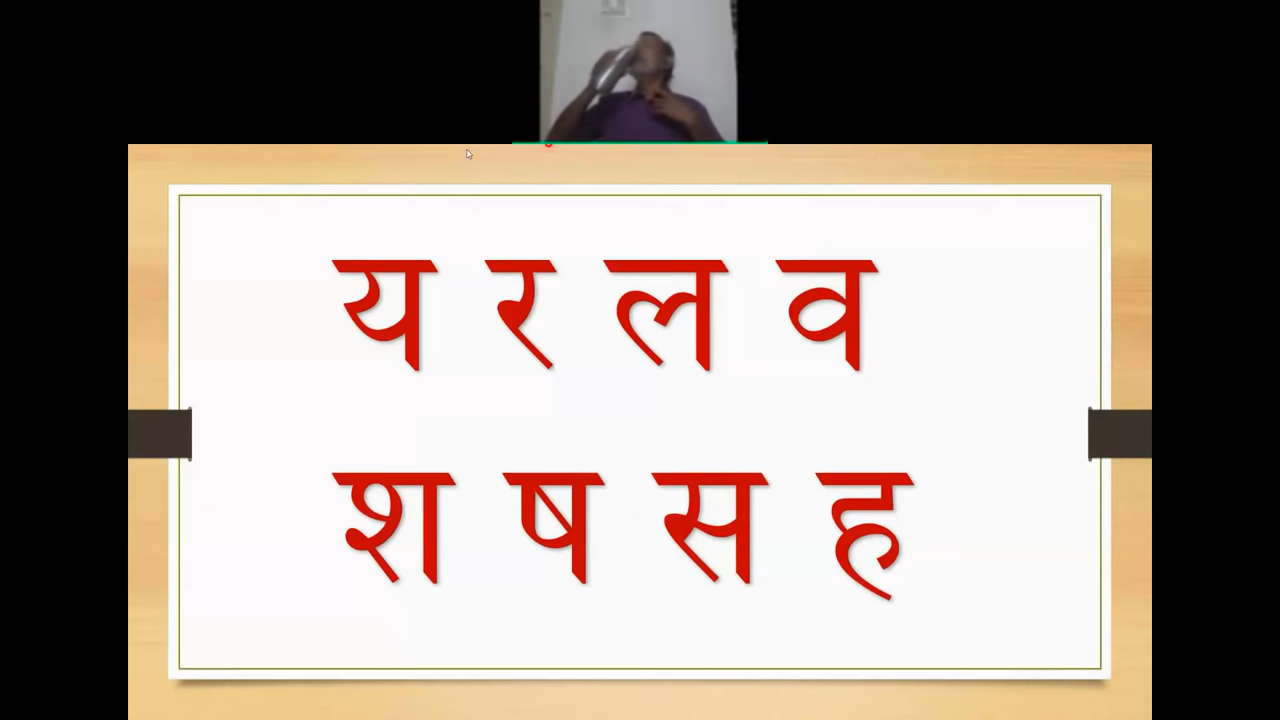 य र ल व
श ष स ह